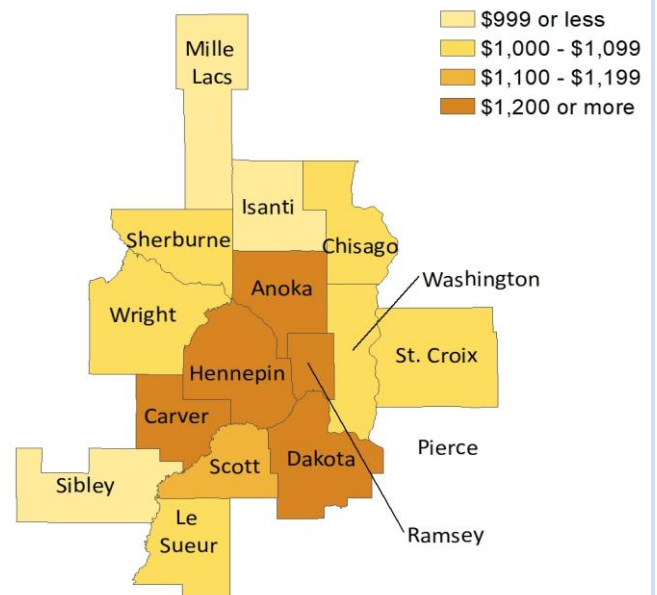 $999 or less
$1,000 - $1,099
$1,100 - $1,199
$1,200 or more
Mille
Lacs
Isanti
Sherburne
Chisago
Anoka
Washington
Wright
St. Croix
Hennepin
Carver
Pierce
Scott
Dakota
Sibley
Le
Sueur
Ramsey